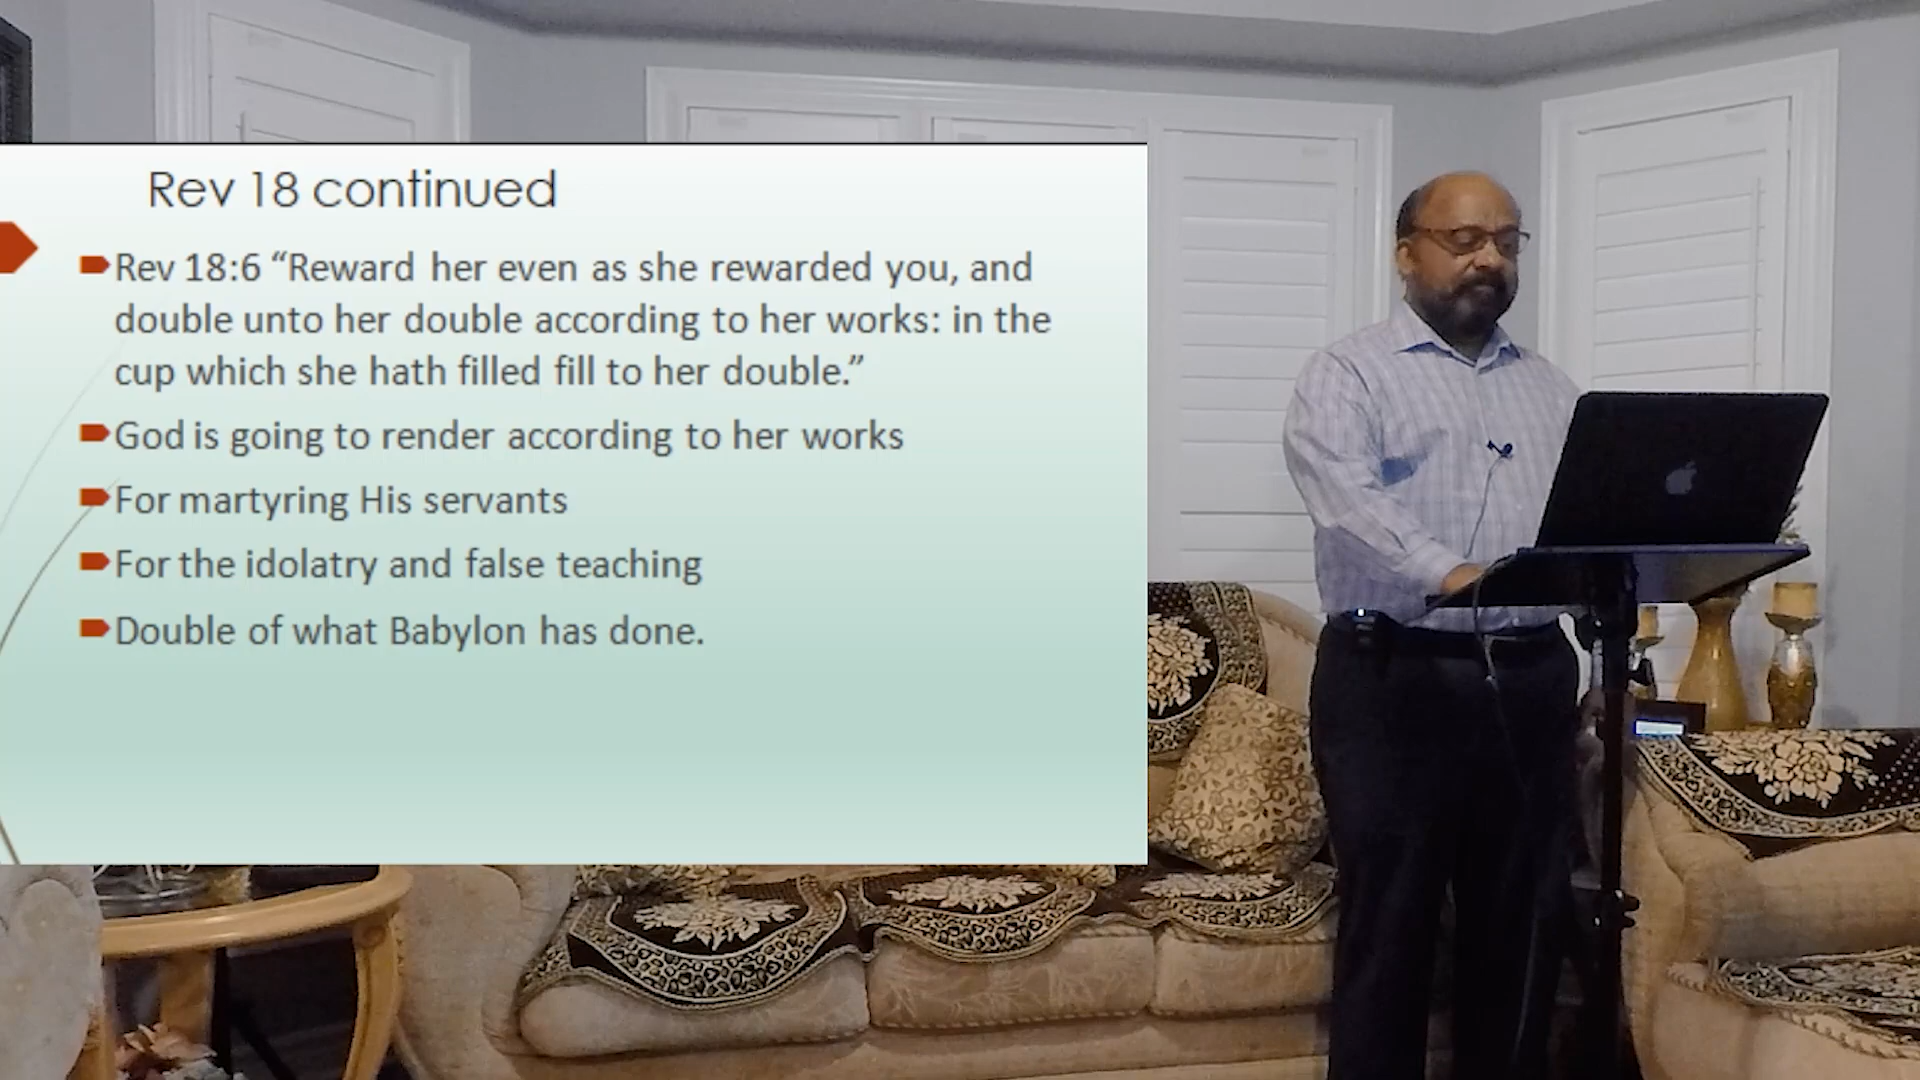 Rev 18 continued
Rev 18:6 “Reward her even as she rewarded you, and
double unto her double according to her works: in the
cup which she hath filled fill to her double.”
God is going to render according to her works
For martyring His servants
For the idolatry and false teaching
Double of what Babylon has done.